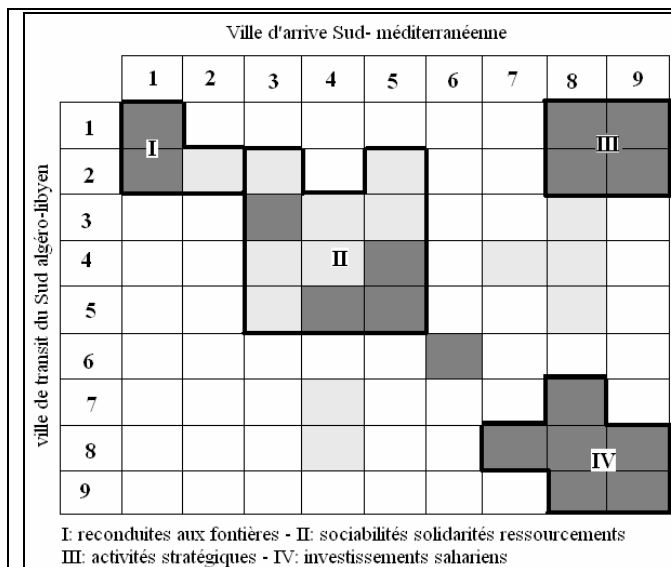 Ville d'arrive Sud- méditerranéenne
1 2 3 4 5 6 7 8 9
ville de transit du Sud algéro-libyen
1 I III
2
3
4 II
5
6
7
8 IV
9
I: reconduites aux fontières - II: sociabilités solidarités ressourcements
III: activités stratégiques - IV: investissements sahariens